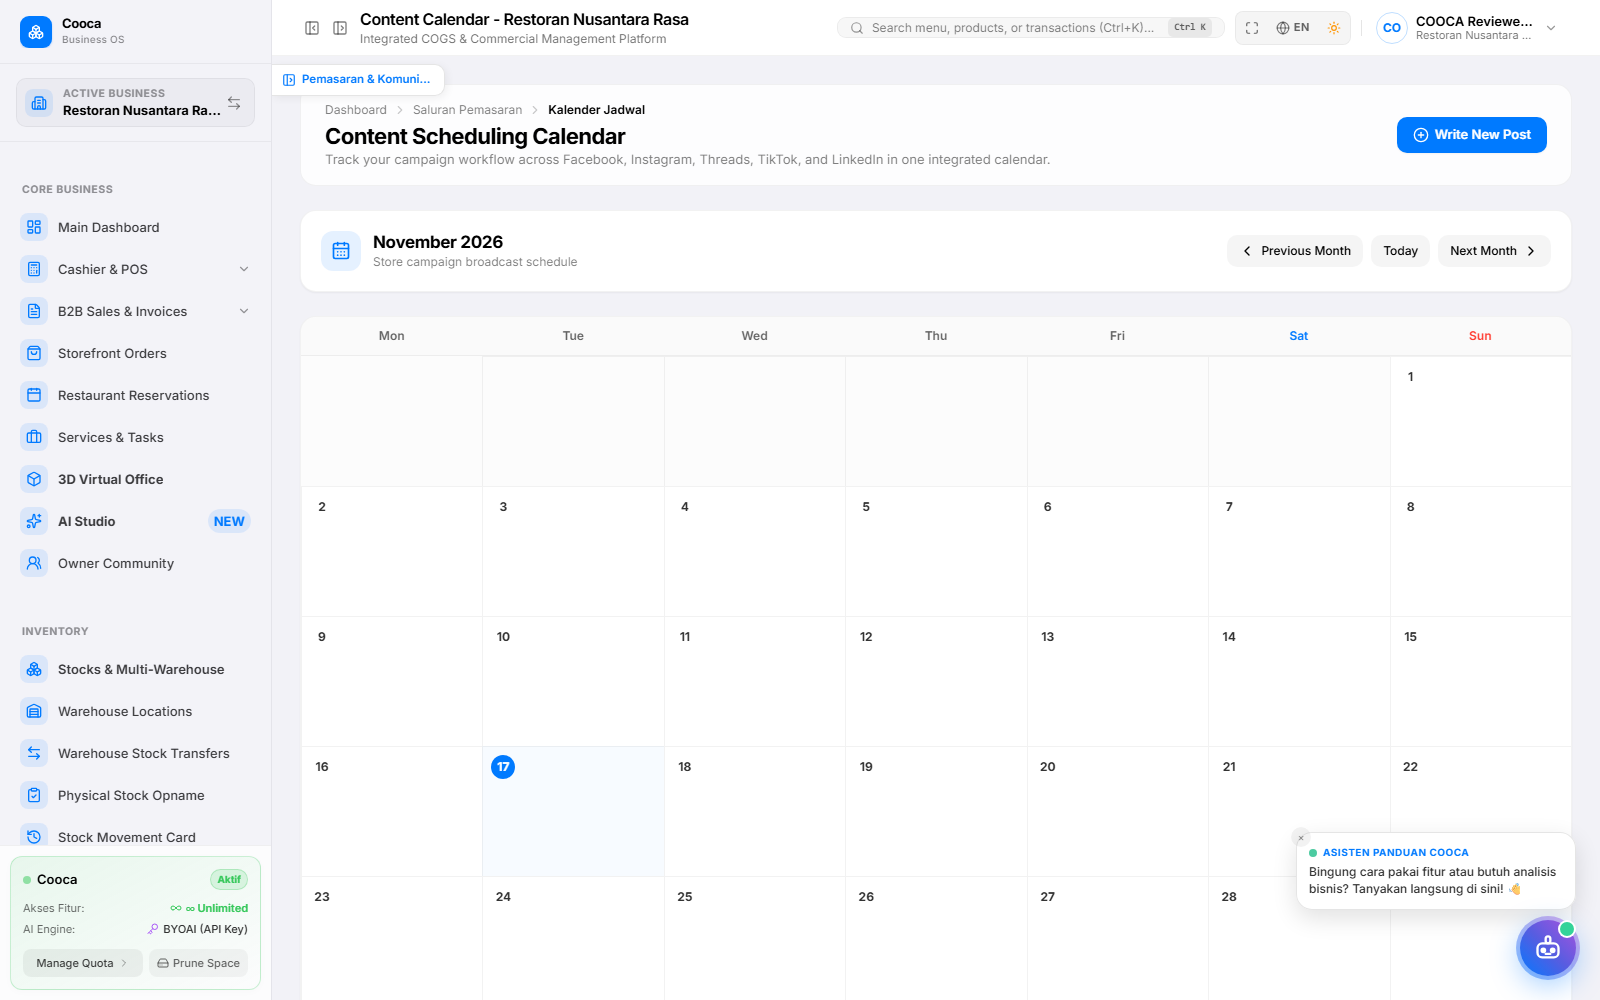 Cooca
Business OS
ACTIVE BUSINESS
Restoran Nusantara Ra...
CORE BUSINESS
Main Dashboard
Cashier & POS
B2B Sales & Invoices
Storefront Orders
Restaurant Reservations
Services & Tasks
3D Virtual Office
AI Studio NEW
Owner Community
INVENTORY
Stocks & Multi-Warehouse
Warehouse Locations
Warehouse Stock Transfers
Physical Stock Opname
Stock Movement Card
Cooca Aktif
Akses Fitur: ∞ Unlimited
AI Engine: BYOAI (API Key)
Manage Quota Prune Space
Content Calendar - Restoran Nusantara Rasa
Integrated COGS & Commercial Management Platform
Search menu, products, or transactions (Ctrl+K)... Ctrl K
EN
CO
COOCA Reviewe...
Restoran Nusantara ...
Pemasaran & Komuni...
Dashboard Saluran Pemasaran Kalender Jadwal
Content Scheduling Calendar
Track your campaign workflow across Facebook, Instagram, Threads, TikTok, and LinkedIn in one integrated calendar.
Write New Post
November 2026
Store campaign broadcast schedule
Previous Month Today Next Month
Mon Tue Wed Thu Fri Sat Sun
1
2 3 4 5 6 7 8
9 10 11 12 13 14 15
16 17 18 19 20 21 22
23 24 25 26 27 28
ASISTEN PANDUAN COOCA
Bingung cara pakai fitur atau butuh analisis
bisnis? Tanyakan langsung di sini! 👋